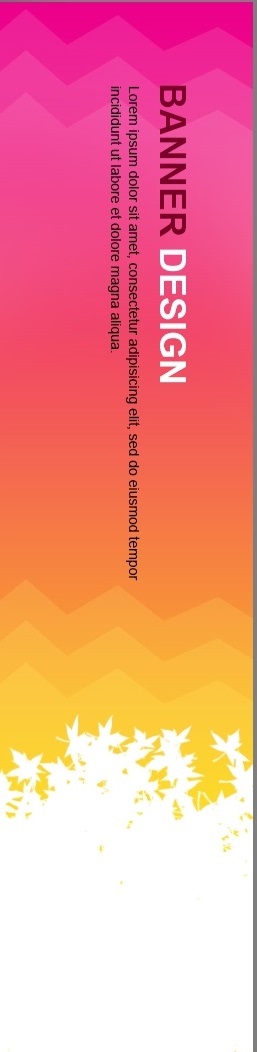 BANNER DESIGN
Lorem ipsum dolor sit amet, consectetur adipisicing elit, sed do eiusmod tempor
incididunt ut labore et dolore magna aliqua.